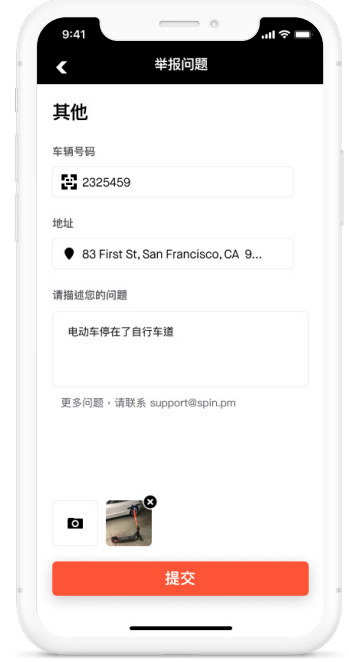 9:41
举报问题
其他
车辆号码
2325459
地址
83 First St, San Francisco, CA 9...
请描述您的问题
电动车停在了自行车道
更多问题，请联系 support@spin.pm
提交